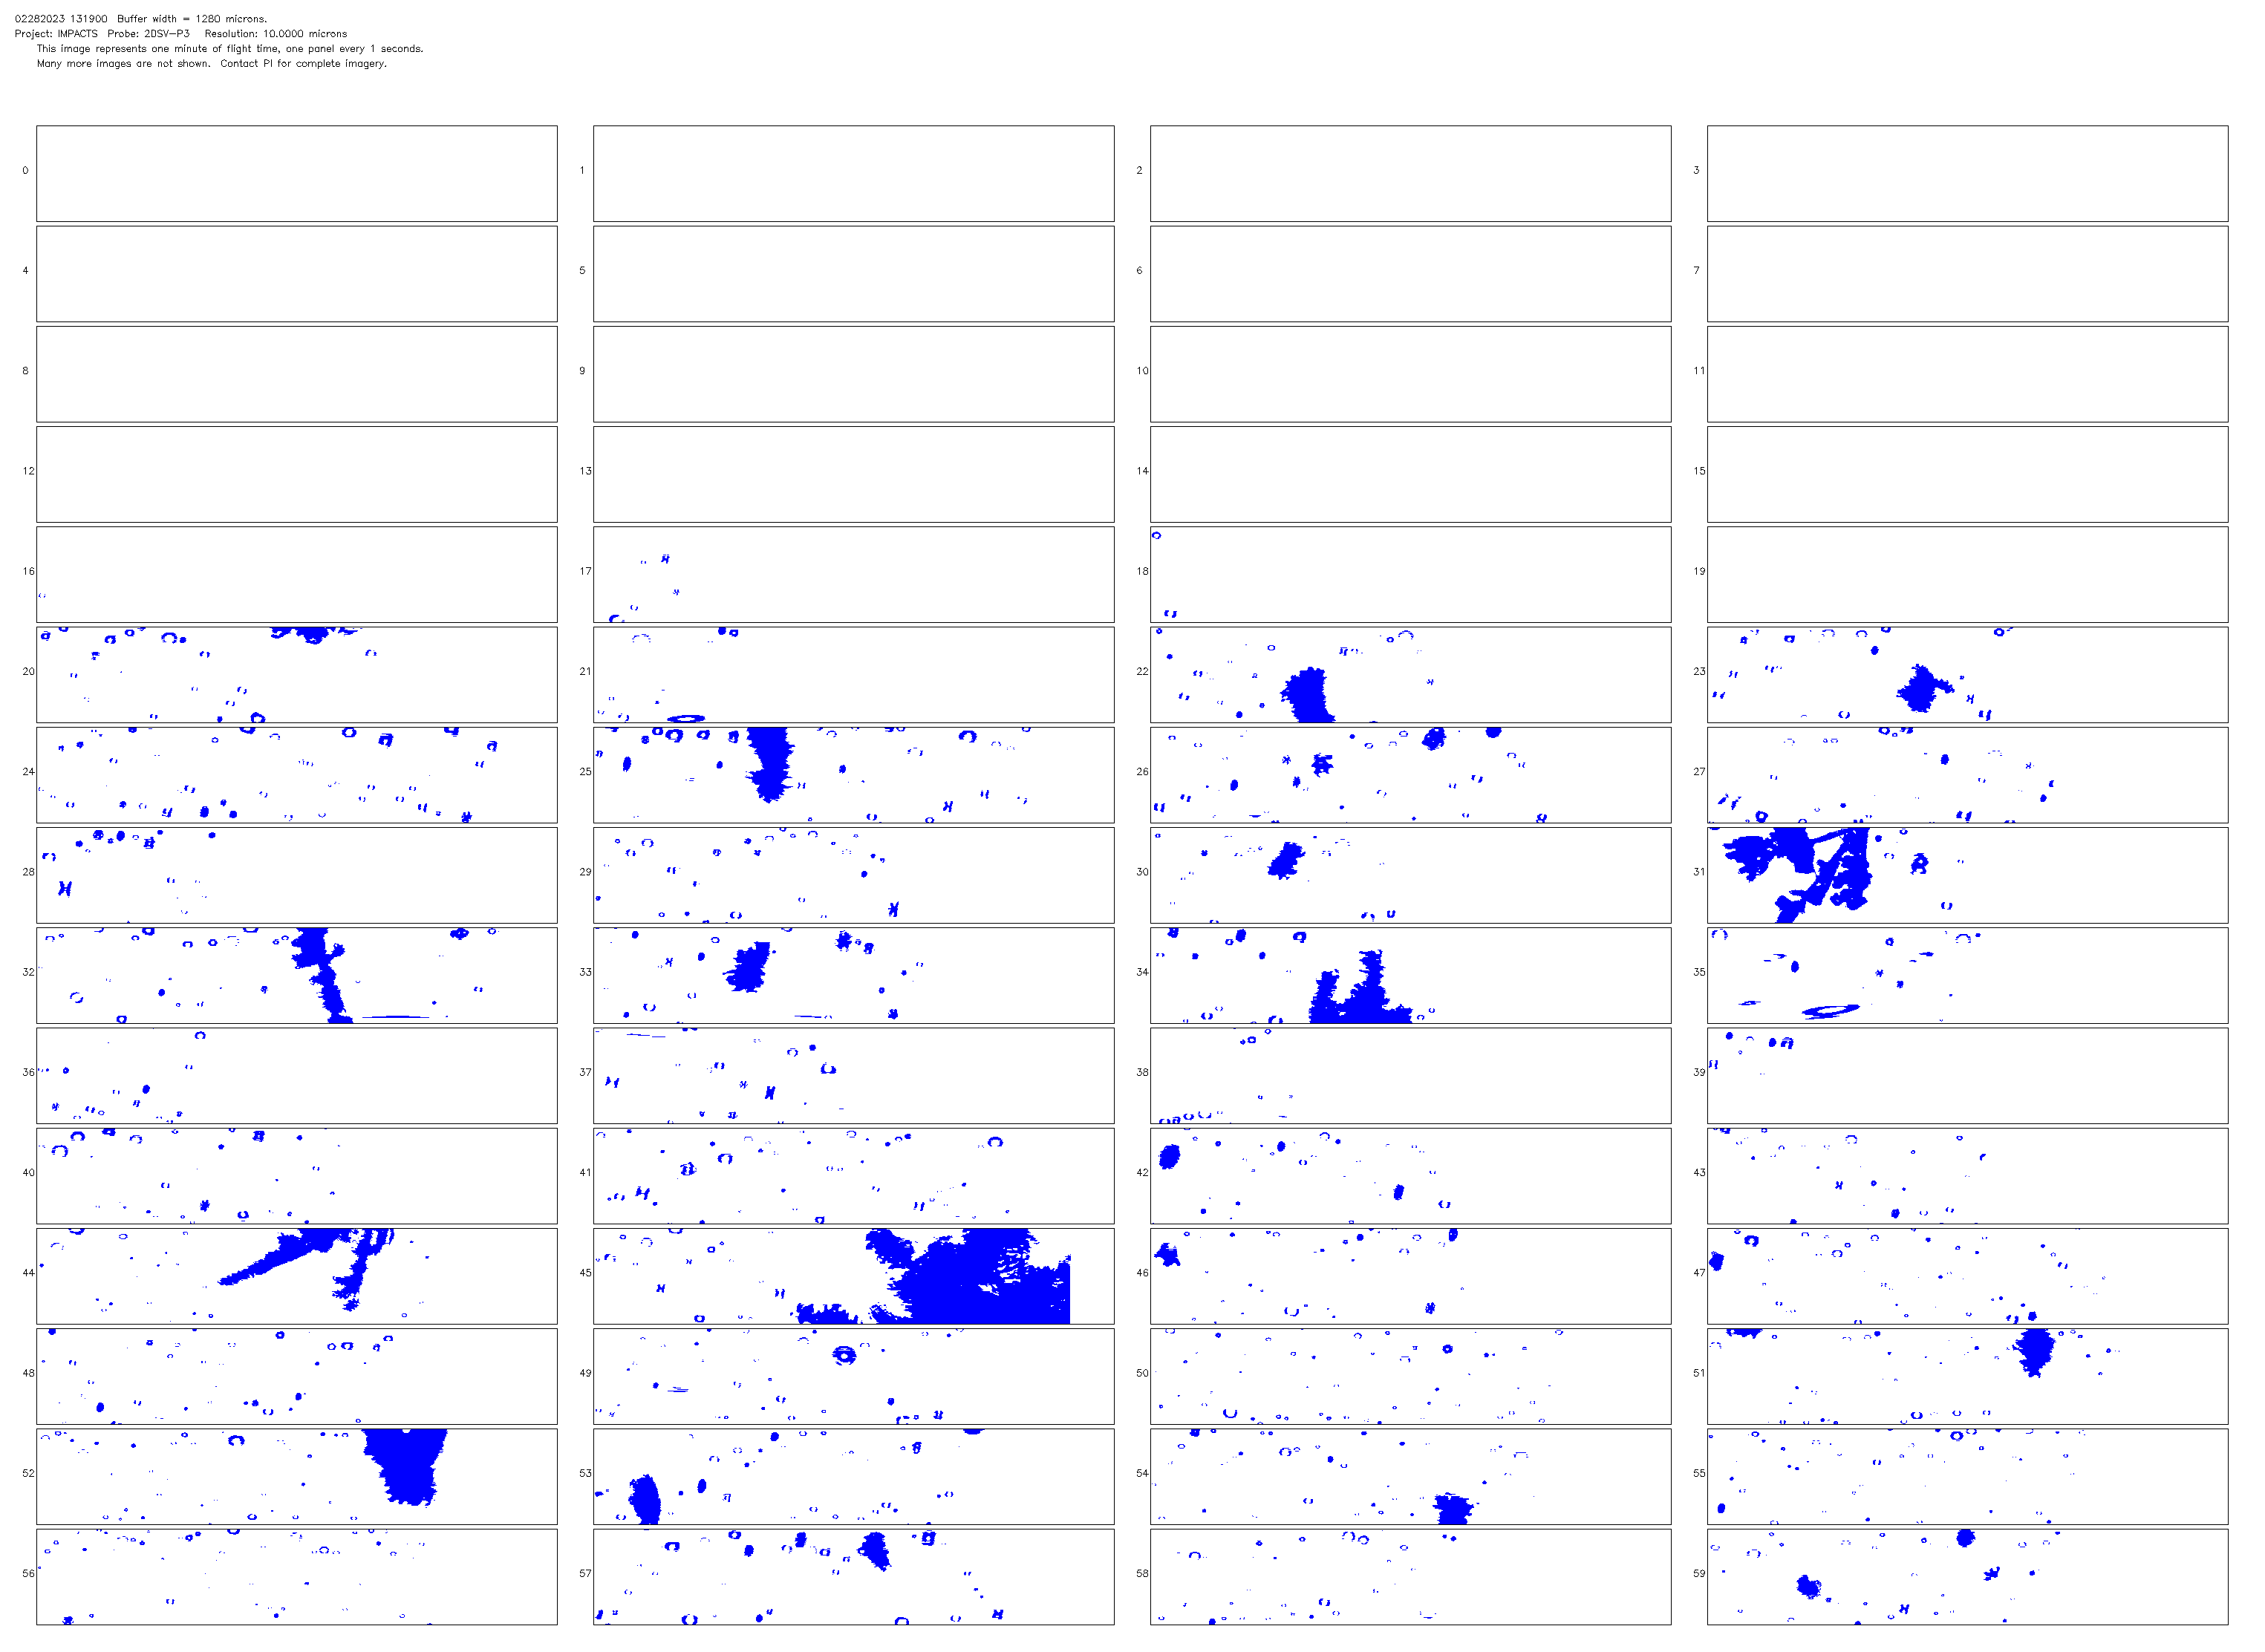 02282023 131900  Buffer width = 1280 microns.
Project: IMPACTS  Probe: 2DSV-P3  Resolution: 10.0000 microns
This image represents one minute of flight time, one panel every 1 seconds.
Many more images are not shown.  Contact PI for complete imagery.
0 1 2 3
4 5 6 7
8 9 10 11
12 13 14 15
16 17 18 19
20 21 22 23
24 25 26 27
28 29 30 31
32 33 34 35
36 37 38 39
40 41 42 43
44 45 46 47
48 49 50 51
52 53 54 55
56 57 58 59